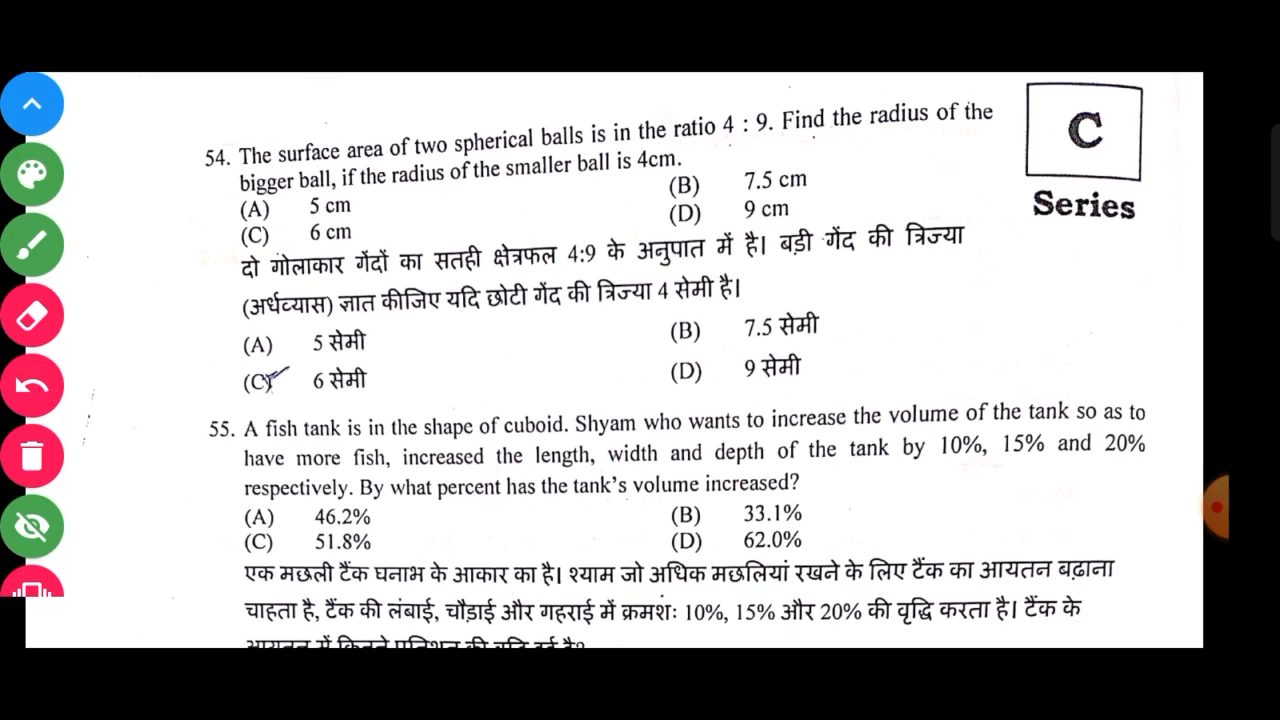 C
Series
54. The surface area of two spherical balls is in the ratio 4 : 9. Find the radius of the
bigger ball, if the radius of the smaller ball is 4cm.
(A) 5 cm (B) 7.5 cm
(C) 6 cm (D) 9 cm
दो गोलाकार गेंदों का सतही क्षेत्रफल 4:9 के अनुपात में है। बड़ी गेंद की त्रिज्या
(अर्धव्यास) ज्ञात कीजिए यदि छोटी गेंद की त्रिज्या 4 सेमी है।
(A) 5 सेमी (B) 7.5 सेमी
(C) 6 सेमी (D) 9 सेमी
55. A fish tank is in the shape of cuboid. Shyam who wants to increase the volume of the tank so as to
have more fish, increased the length, width and depth of the tank by 10%, 15% and 20%
respectively. By what percent has the tank's volume increased?
(A) 46.2% (B) 33.1%
(C) 51.8% (D) 62.0%
एक मछली टैंक घनाभ के आकार का है। श्याम जो अधिक मछलियां रखने के लिए टैंक का आयतन बढ़ाना
चाहता है, टैंक की लंबाई, चौड़ाई और गहराई में क्रमशः 10%, 15% और 20% की वृद्धि करता है। टैंक के